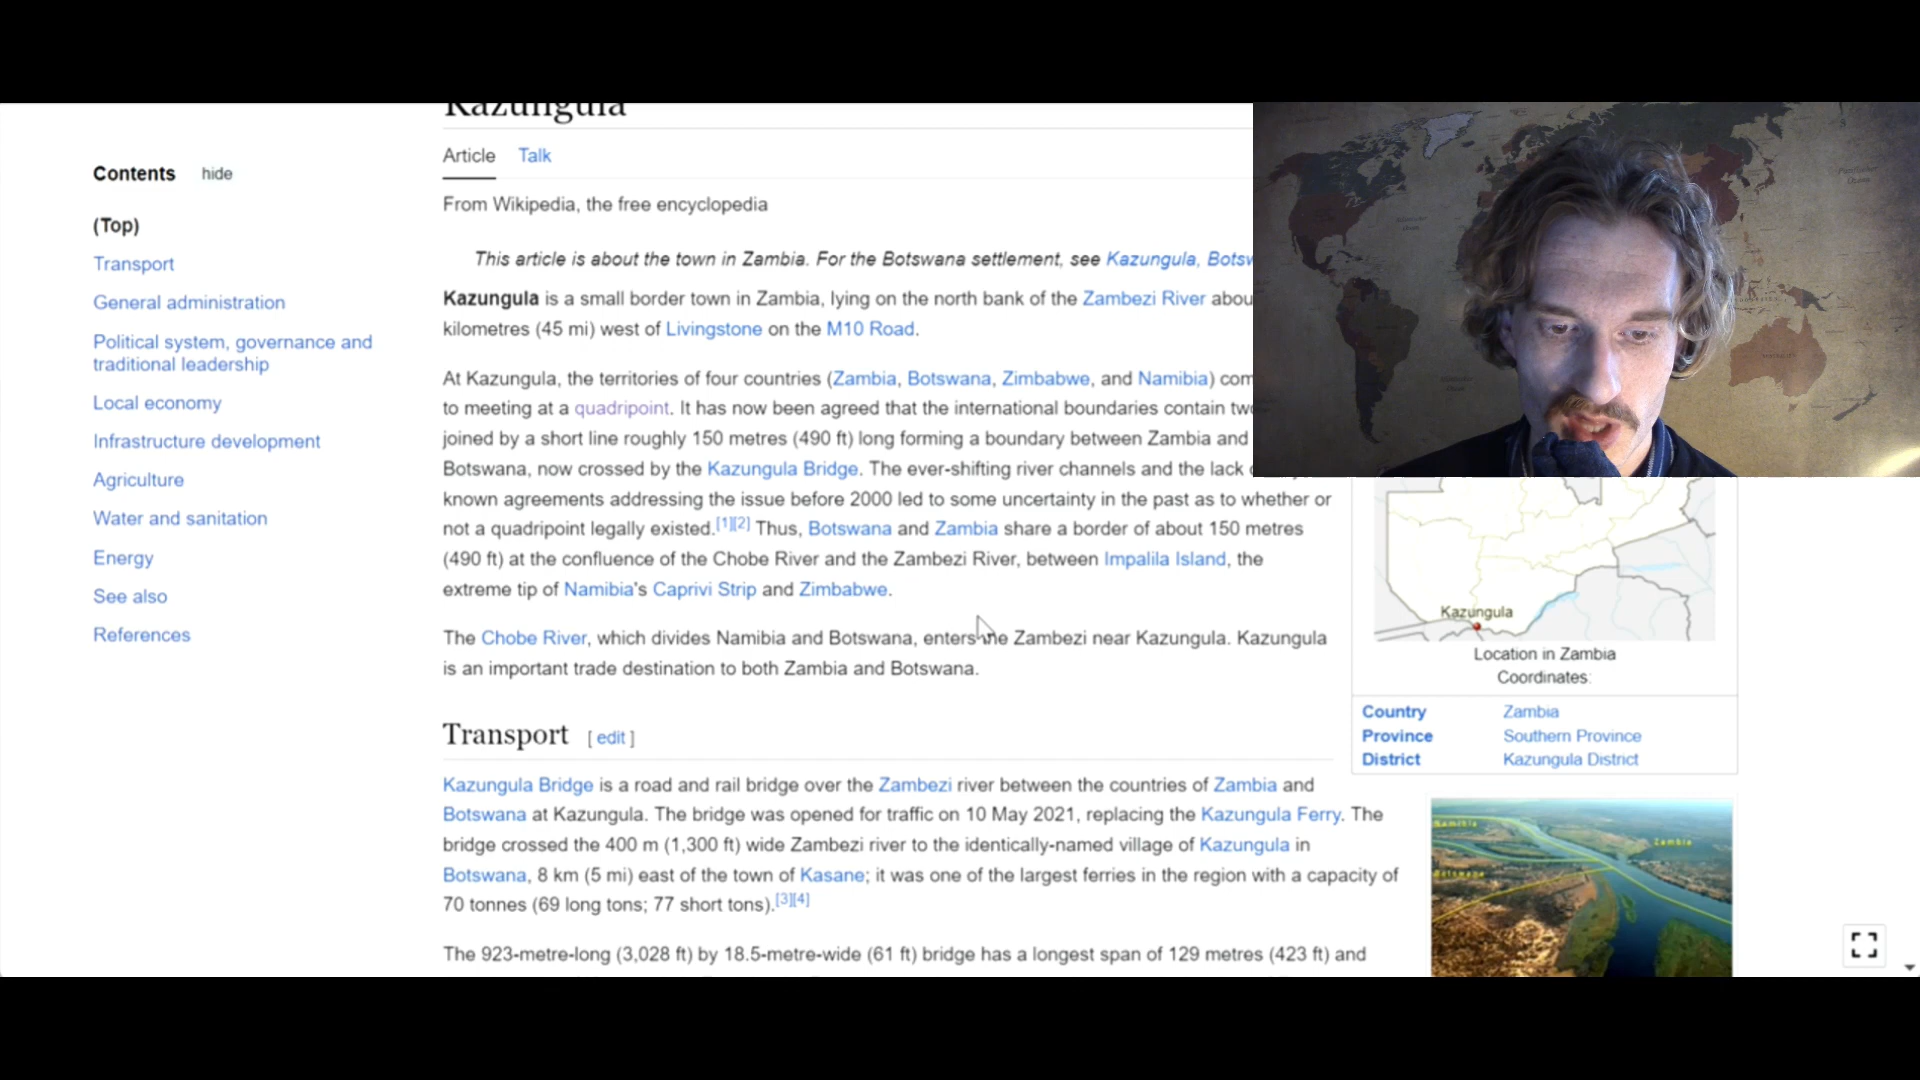 Kazungula
Contents hide
(Top)
Transport
General administration
Political system, governance and
traditional leadership
Local economy
Infrastructure development
Agriculture
Water and sanitation
Energy
See also
References
Article Talk
From Wikipedia, the free encyclopedia
This article is about the town in Zambia. For the Botswana settlement, see Kazungula, Botsw
Kazungula is a small border town in Zambia, lying on the north bank of the Zambezi River abou
kilometres (45 mi) west of Livingstone on the M10 Road.
At Kazungula, the territories of four countries (Zambia, Botswana, Zimbabwe, and Namibia) com
to meeting at a quadripoint. It has now been agreed that the international boundaries contain tw
joined by a short line roughly 150 metres (490 ft) long forming a boundary between Zambia and
Botswana, now crossed by the Kazungula Bridge. The ever-shifting river channels and the lack
known agreements addressing the issue before 2000 led to some uncertainty in the past as to whether or
not a quadripoint legally existed.[1][2] Thus, Botswana and Zambia share a border of about 150 metres
(490 ft) at the confluence of the Chobe River and the Zambezi River, between Impalila Island, the
extreme tip of Namibia's Caprivi Strip and Zimbabwe.
The Chobe River, which divides Namibia and Botswana, enters the Zambezi near Kazungula. Kazungula
is an important trade destination to both Zambia and Botswana.
Transport [ edit ]
Kazungula Bridge is a road and rail bridge over the Zambezi river between the countries of Zambia and
Botswana at Kazungula. The bridge was opened for traffic on 10 May 2021, replacing the Kazungula Ferry. The
bridge crossed the 400 m (1,300 ft) wide Zambezi river to the identically-named village of Kazungula in
Botswana, 8 km (5 mi) east of the town of Kasane; it was one of the largest ferries in the region with a capacity of
70 tonnes (69 long tons; 77 short tons).[3][4]
The 923-metre-long (3,028 ft) by 18.5-metre-wide (61 ft) bridge has a longest span of 129 metres (423 ft) and
Kazungula
Location in Zambia
Coordinates:
Country Zambia
Province Southern Province
District Kazungula District
Namibia
Zambia
Botswana